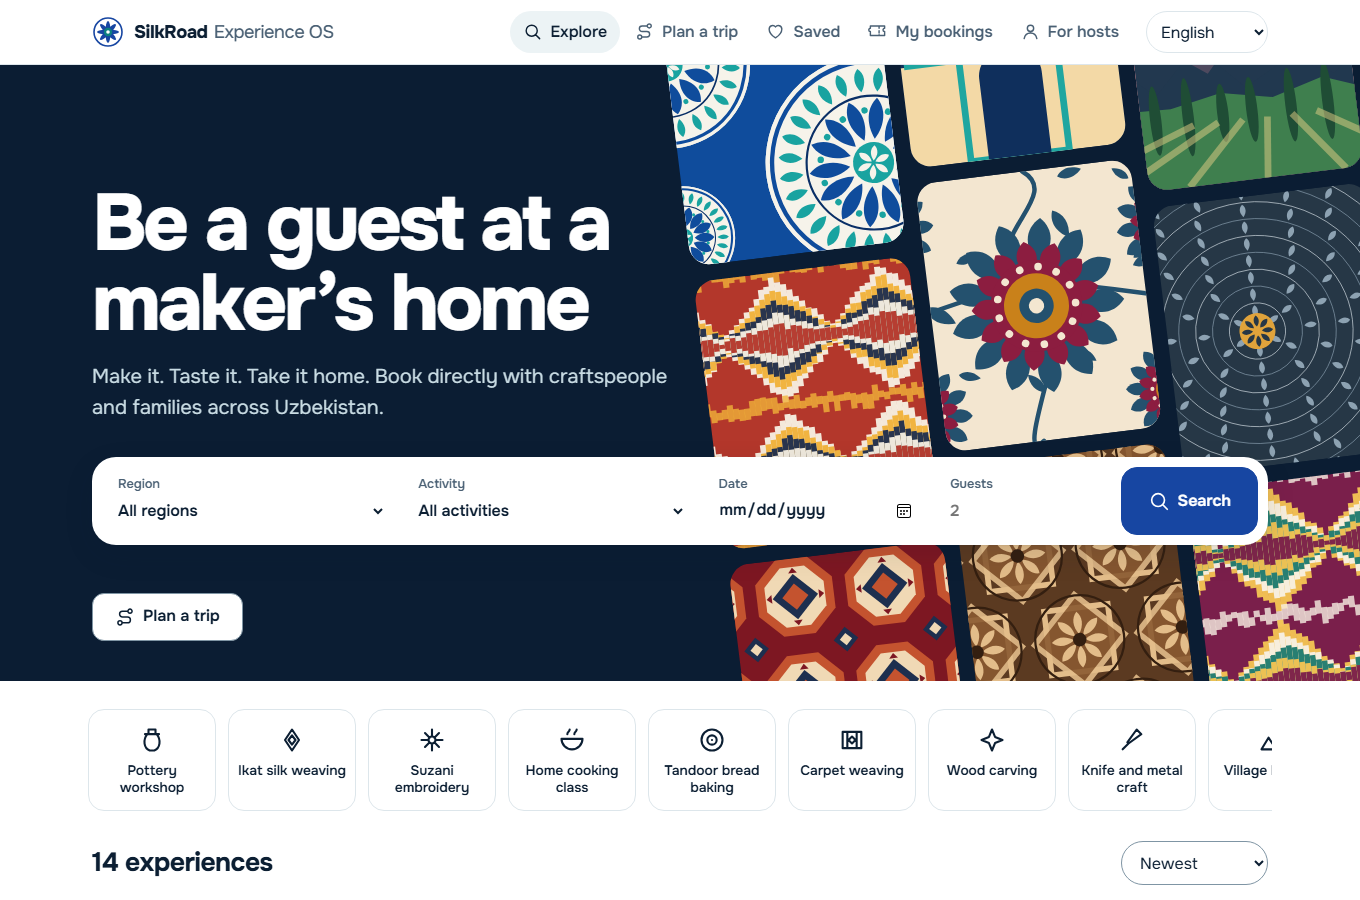 SilkRoad Experience OS
Explore
Plan a trip
Saved
My bookings
For hosts
English
Be a guest at a
maker’s home
Make it. Taste it. Take it home. Book directly with craftspeople
and families across Uzbekistan.
Region
All regions
Activity
All activities
Date
mm/dd/yyyy
Guests
2
Search
Plan a trip
Pottery
workshop
Ikat silk weaving
Suzani
embroidery
Home cooking
class
Tandoor bread
baking
Carpet weaving
Wood carving
Knife and metal
craft
Village
14 experiences
Newest